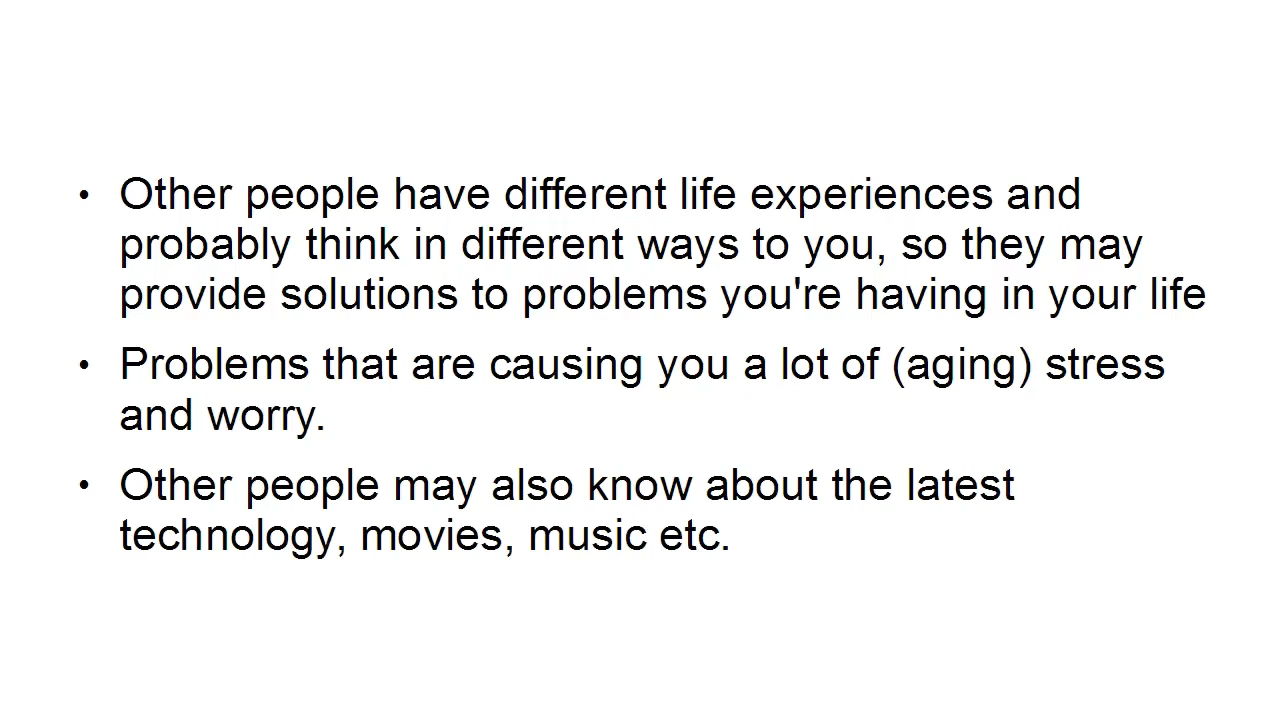 • Other people have different life experiences and
probably think in different ways to you, so they may
provide solutions to problems you're having in your life
• Problems that are causing you a lot of (aging) stress
and worry.
• Other people may also know about the latest
technology, movies, music etc.